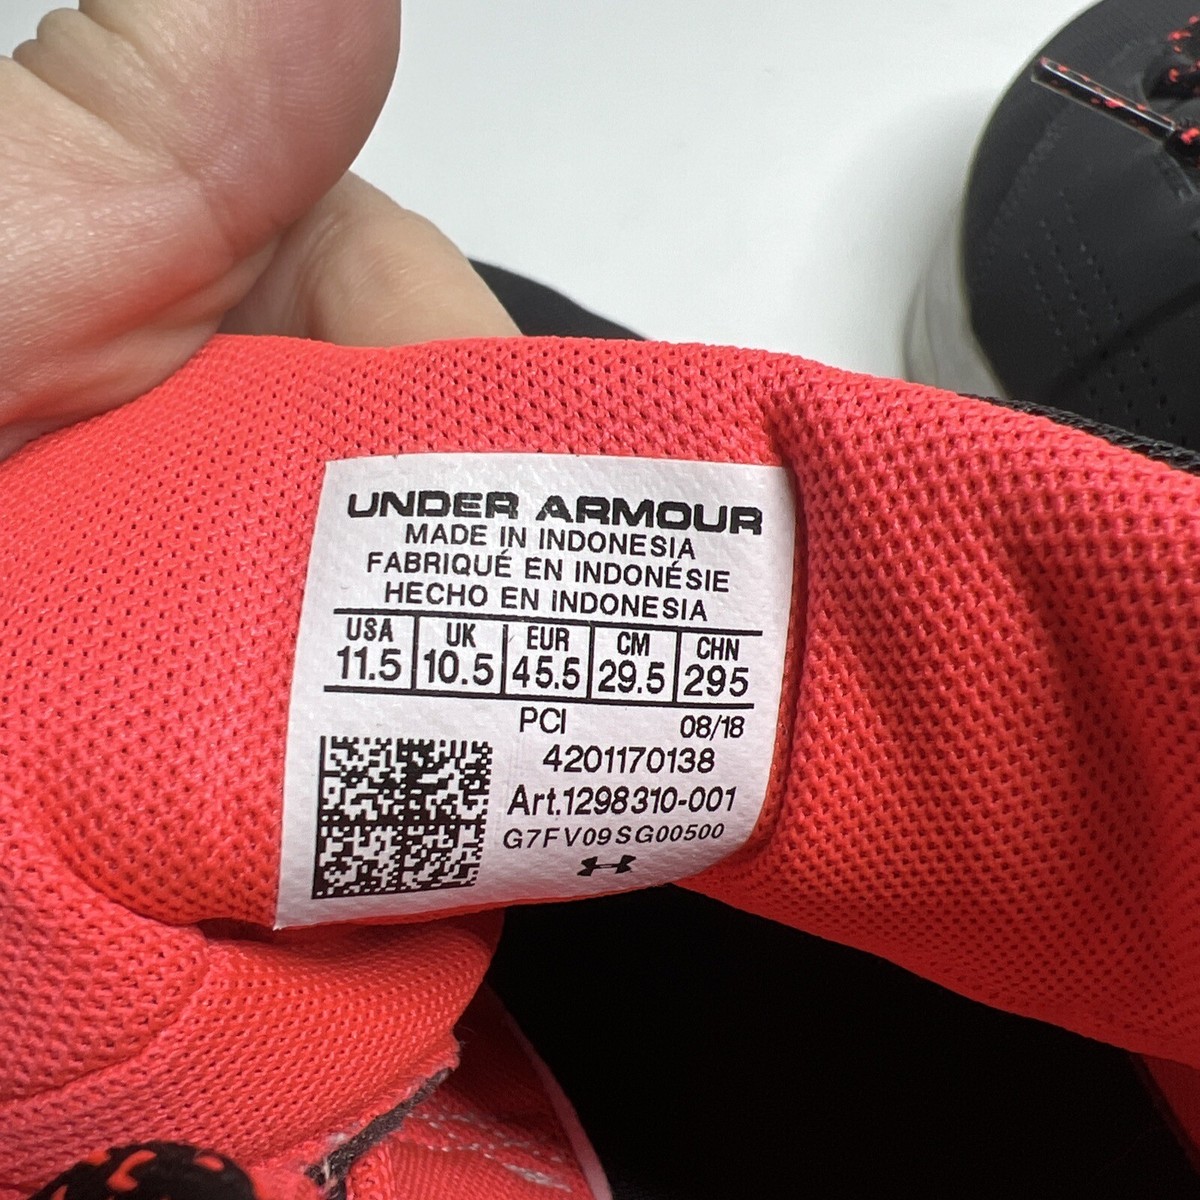 UNDER ARMOUR
MADE IN INDONESIA
FABRIQUÉ EN INDONÉSIE
HECHO EN INDONESIA
USA UK EUR CM CHN
11.5 10.5 45.5 29.5 295
PCI 08/18
4201170138
Art.1298310-001
G7FV09SG00500